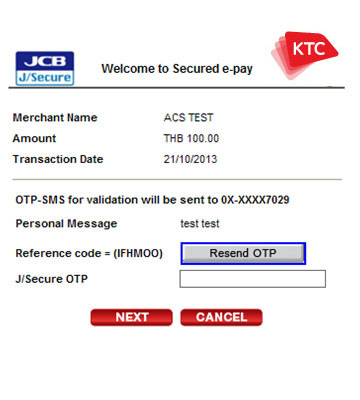 JCB
J/Secure
Welcome to Secured e-pay
KTC
Merchant Name ACS TEST
Amount THB 100.00
Transaction Date 21/10/2013
OTP-SMS for validation will be sent to 0X-XXXX7029
Personal Message test test
Reference code = (IFHMOO) Resend OTP
J/Secure OTP
NEXT CANCEL